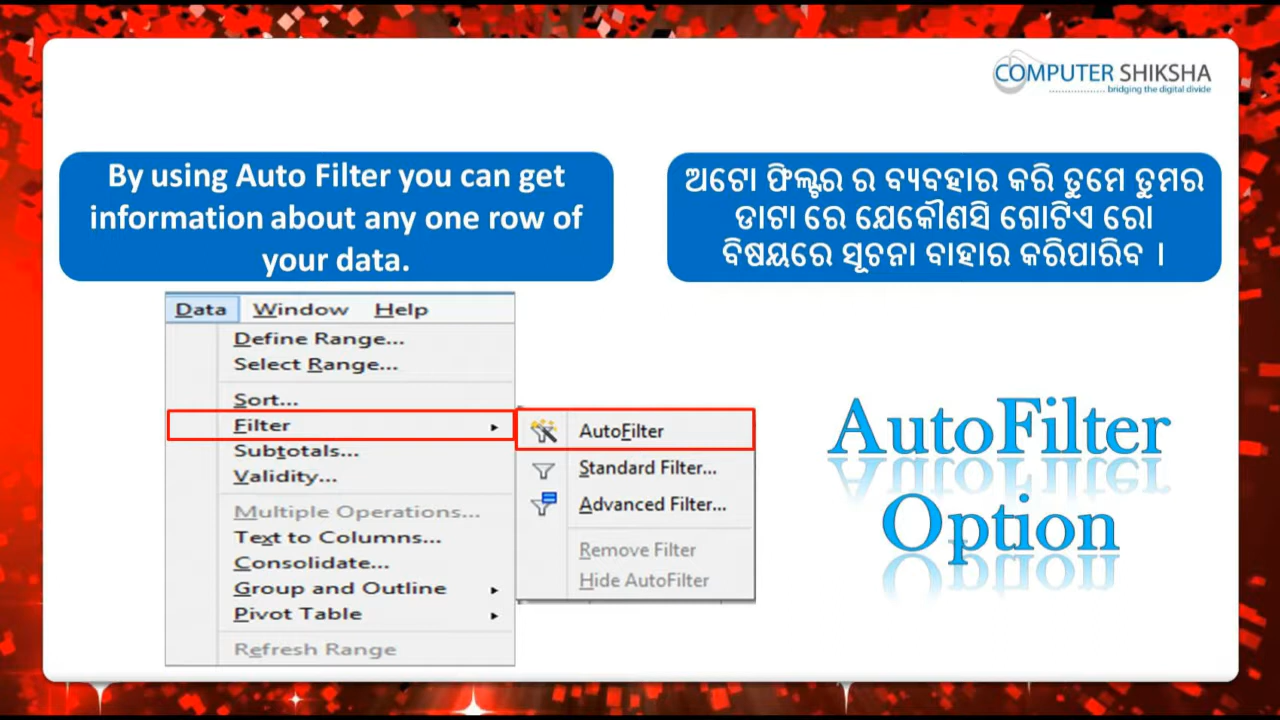 COMPUTER SHIKSHA
bridging the digital divide
By using Auto Filter you can get
information about any one row of
your data.
ଅଟୋ ଫିଲ୍ଟର ର ବ୍ୟବହାର କରି ତୁମେ ତୁମର
ଡାଟା ରେ ଯେକୌଣସି ଗୋଟିଏ ରୋ
ବିଷୟରେ ସୂଚନା ବାହାର କରିପାରିବ ।
Data Window Help
Define Range...
Select Range...
Sort...
Filter
Subtotals...
Validity...
Multiple Operations...
Text to Columns...
Consolidate...
Group and Outline
Pivot Table
Refresh Range
AutoFilter
Standard Filter...
Advanced Filter...
Remove Filter
Hide AutoFilter
AutoFilter
Option